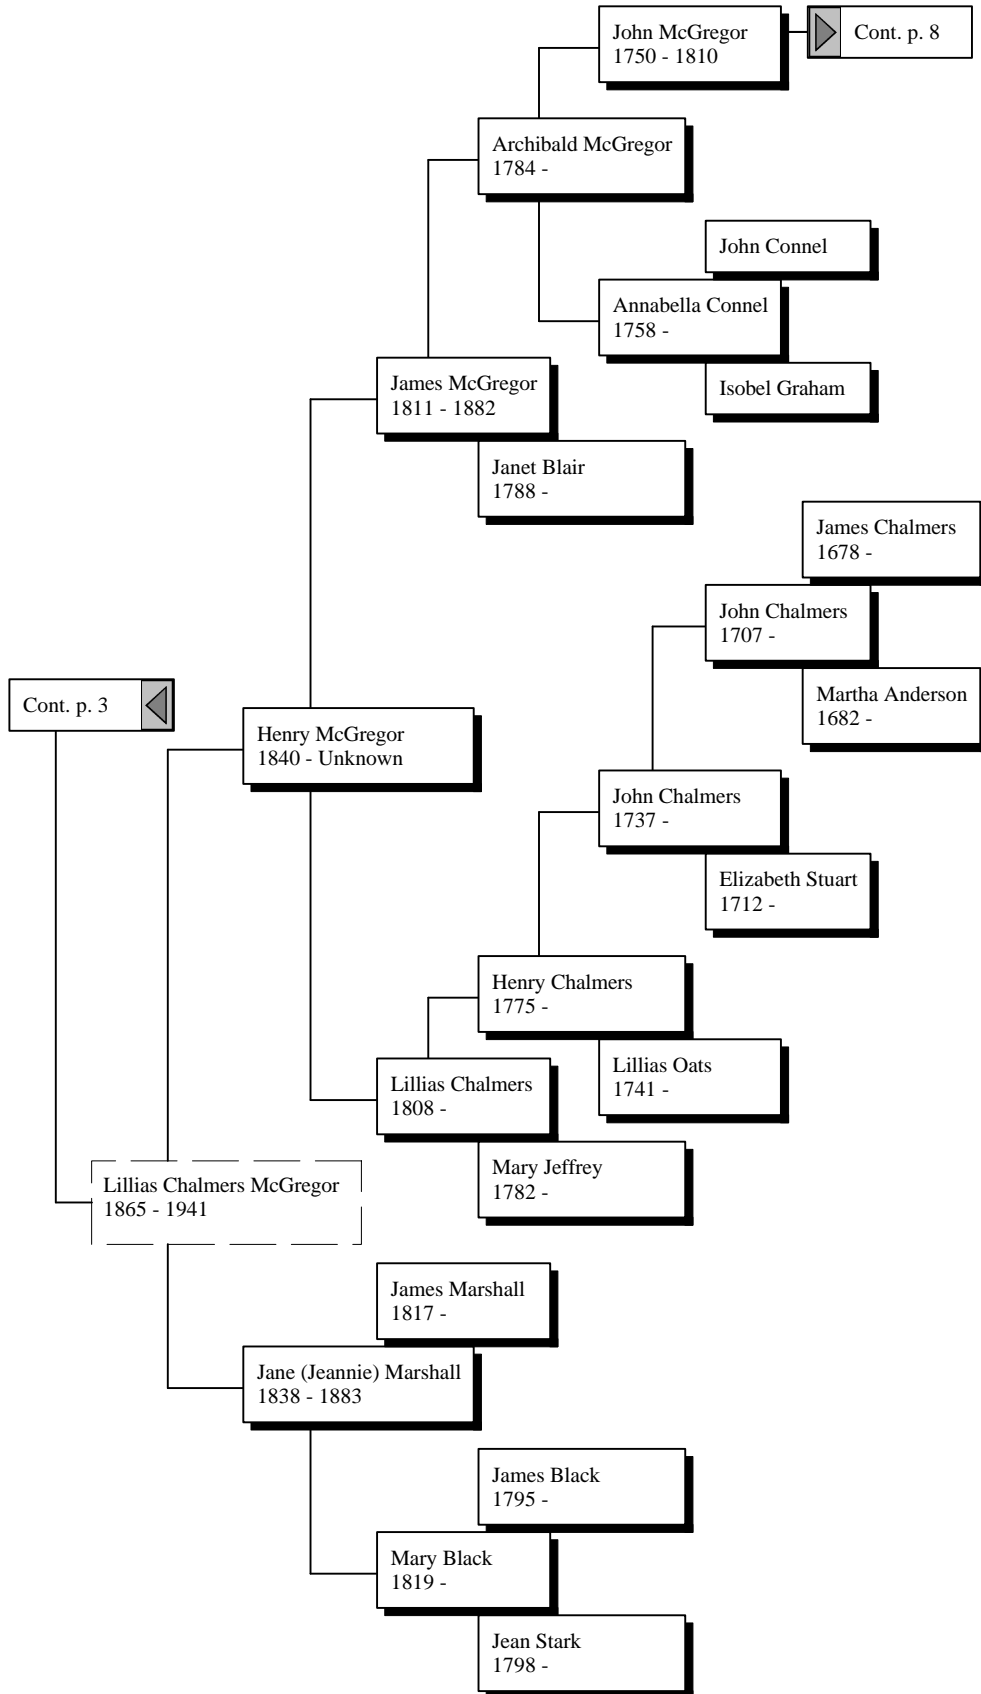 John McGregor
1750 - 1810
Cont. p. 8
Archibald McGregor
1784 -
John Connel
Annabella Connel
1758 -
James McGregor
1811 - 1882
Isobel Graham
Janet Blair
1788 -
James Chalmers
1678 -
John Chalmers
1707 -
Martha Anderson
1682 -
Cont. p. 3
Henry McGregor
1840 - Unknown
John Chalmers
1737 -
Elizabeth Stuart
1712 -
Henry Chalmers
1775 -
Lillias Oats
1741 -
Lillias Chalmers
1808 -
Mary Jeffrey
1782 -
Lillias Chalmers McGregor
1865 - 1941
James Marshall
1817 -
Jane (Jeannie) Marshall
1838 - 1883
James Black
1795 -
Mary Black
1819 -
Jean Stark
1798 -